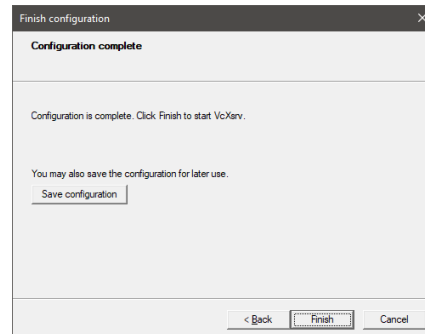 Finish configuration
Configuration complete
Configuration is complete. Click Finish to start VcXsrv.
You may also save the configuration for later use.
Save configuration
< Back
Finish
Cancel